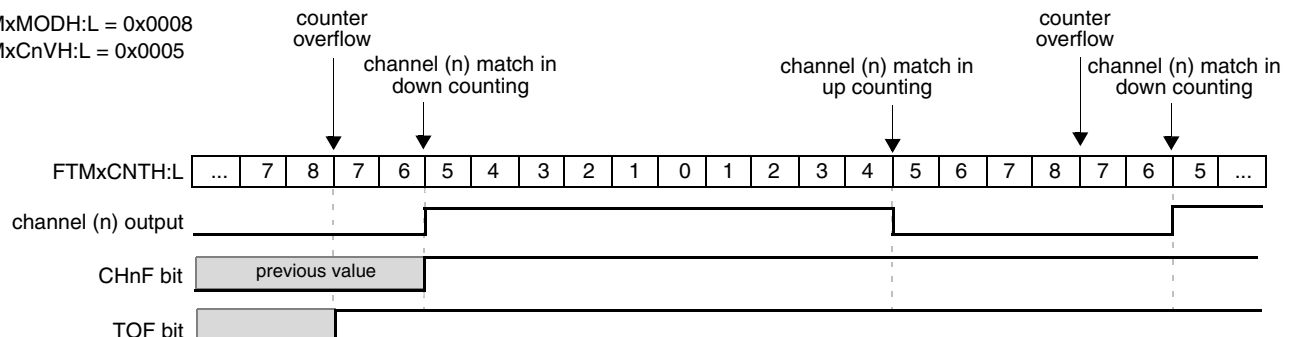 MxMODH:L = 0x0008
MxCnVH:L = 0x0005
counter
overflow
channel (n) match in
down counting
channel (n) match in
up counting
counter
overflow
channel (n) match in
down counting
FTMxCNTH:L ... 7 8 7 6 5 4 3 2 1 0 1 2 3 4 5 6 7 8 7 6 5 ...
channel (n) output
CHnF bit previous value
TOF bit